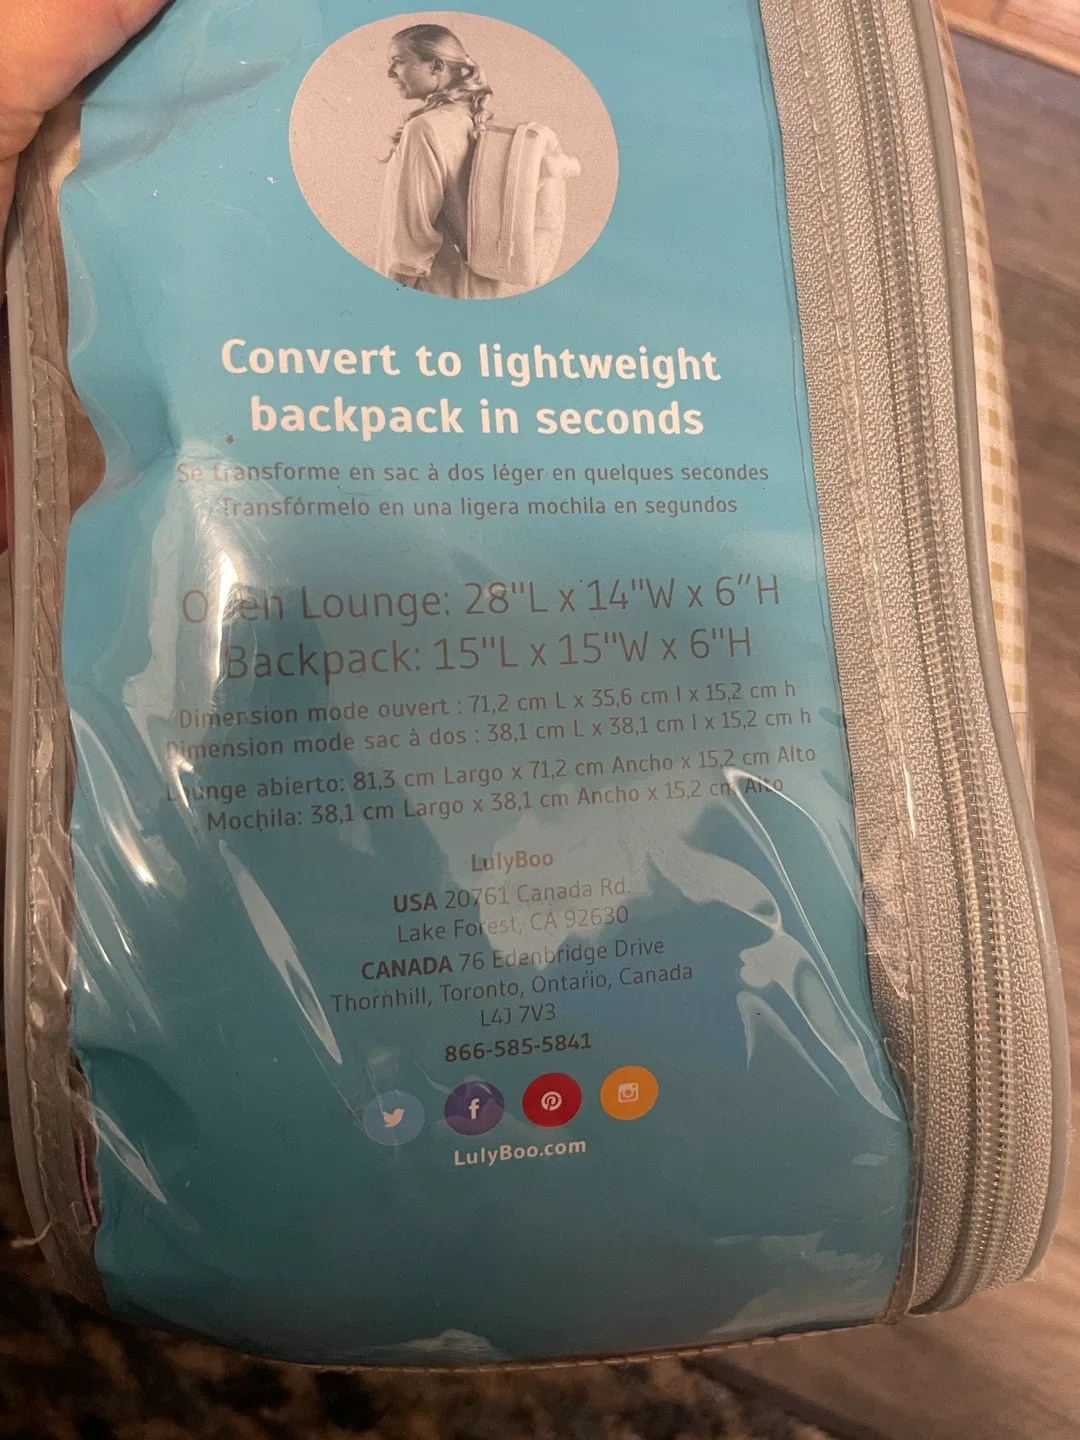 Convert to lightweight
backpack in seconds
Se transforme en sac à dos léger en quelques secondes
Transfórmelo en una ligera mochila en segundos
Open Lounge: 28"L x 14"W x 6"H
Backpack: 15"L x 15"W x 6"H
Dimension mode ouvert : 71,2 cm L x 35,6 cm l x 15,2 cm h
Dimension mode sac à dos : 38,1 cm L x 38,1 cm l x 15,2 cm h
Lounge abierto: 81,3 cm Largo x 71,2 cm Ancho x 15,2 cm Alto
Mochila: 38,1 cm Largo x 38,1 cm Ancho x 15,2 cm Alto
LulyBoo
USA 20761 Canada Rd.
Lake Forest, CA 92630
CANADA 76 Edenbridge Drive
Thornhill, Toronto, Ontario, Canada
L4J 7V3
866-585-5841
LulyBoo.com